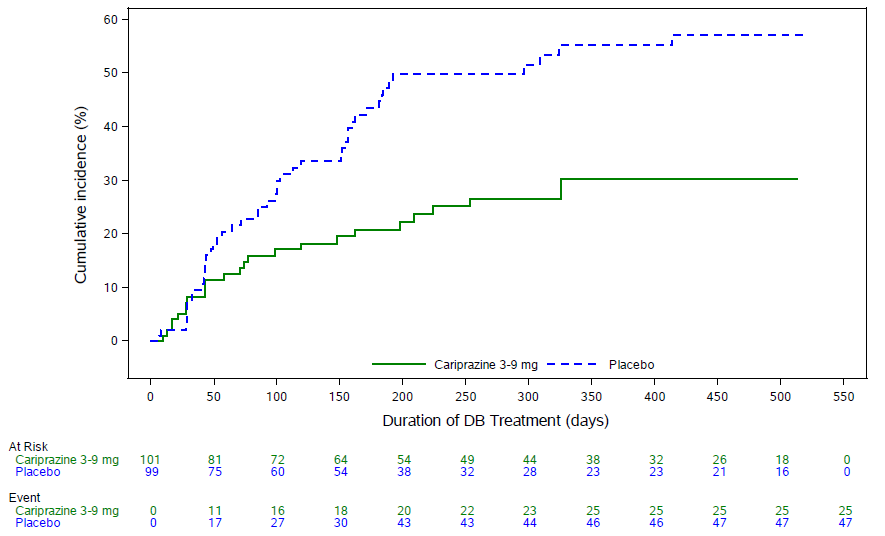 60
50
40
30
20
10
0
Cumulative incidence (%)
Cariprazine 3-9 mg Placebo
0 50 100 150 200 250 300 350 400 450 500 550
Duration of DB Treatment (days)
At Risk
Cariprazine 3-9 mg 101 81 72 64 54 49 44 38 32 26 18 0
Placebo 99 75 60 54 38 32 28 23 23 21 16 0
Event
Cariprazine 3-9 mg 0 11 16 18 20 22 23 25 25 25 25 25
Placebo 0 17 27 30 43 43 44 46 46 47 47 47